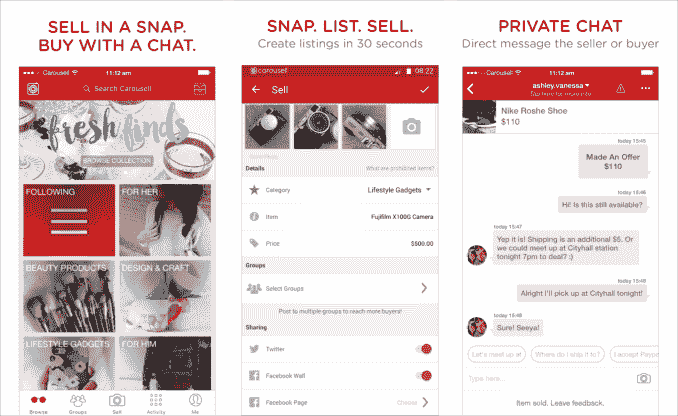 SELL IN A SNAP.
BUY WITH A CHAT.
Carousell
11:12 am
Search Carousell
fresh finds
BROWSE COLLECTION
FOLLOWING
FOR HER
BEAUTY PRODUCTS
DESIGN & CRAFT
LIFESTYLE GADGETS
FOR HIM
Browse
Groups
Sell
Activity
Me
SNAP. LIST. SELL.
Create listings in 30 seconds
carousell
08:22
Sell
Details
What are prohibited items?
Category
Lifestyle Gadgets
Item
Fujifilm X100G Camera
Price
$500.00
Groups
Select Groups
Post to multiple groups to reach more buyers!
Sharing
Twitter
Facebook Wall
Facebook Page
Choose
PRIVATE CHAT
Direct message the seller or buyer
Carousell
11:12 am
ashley.vanessa
Nike Roshe Shoe
$110
today 15:45
Made An Offer
$110
today 15:46
Hi! Is this still available?
today 15:47
Yep it is! Shipping is an additional $5. Or
we could meet up at Cityhall station
tonight 7pm to deal? :)
today 15:48
Alright I'll pick up at Cityhall tonight!
today 15:48
Sure! Seeya!
Let's meet up at
Where do I ship it to?
I accept Paypa
Type here...
Item sold. Leave feedback.